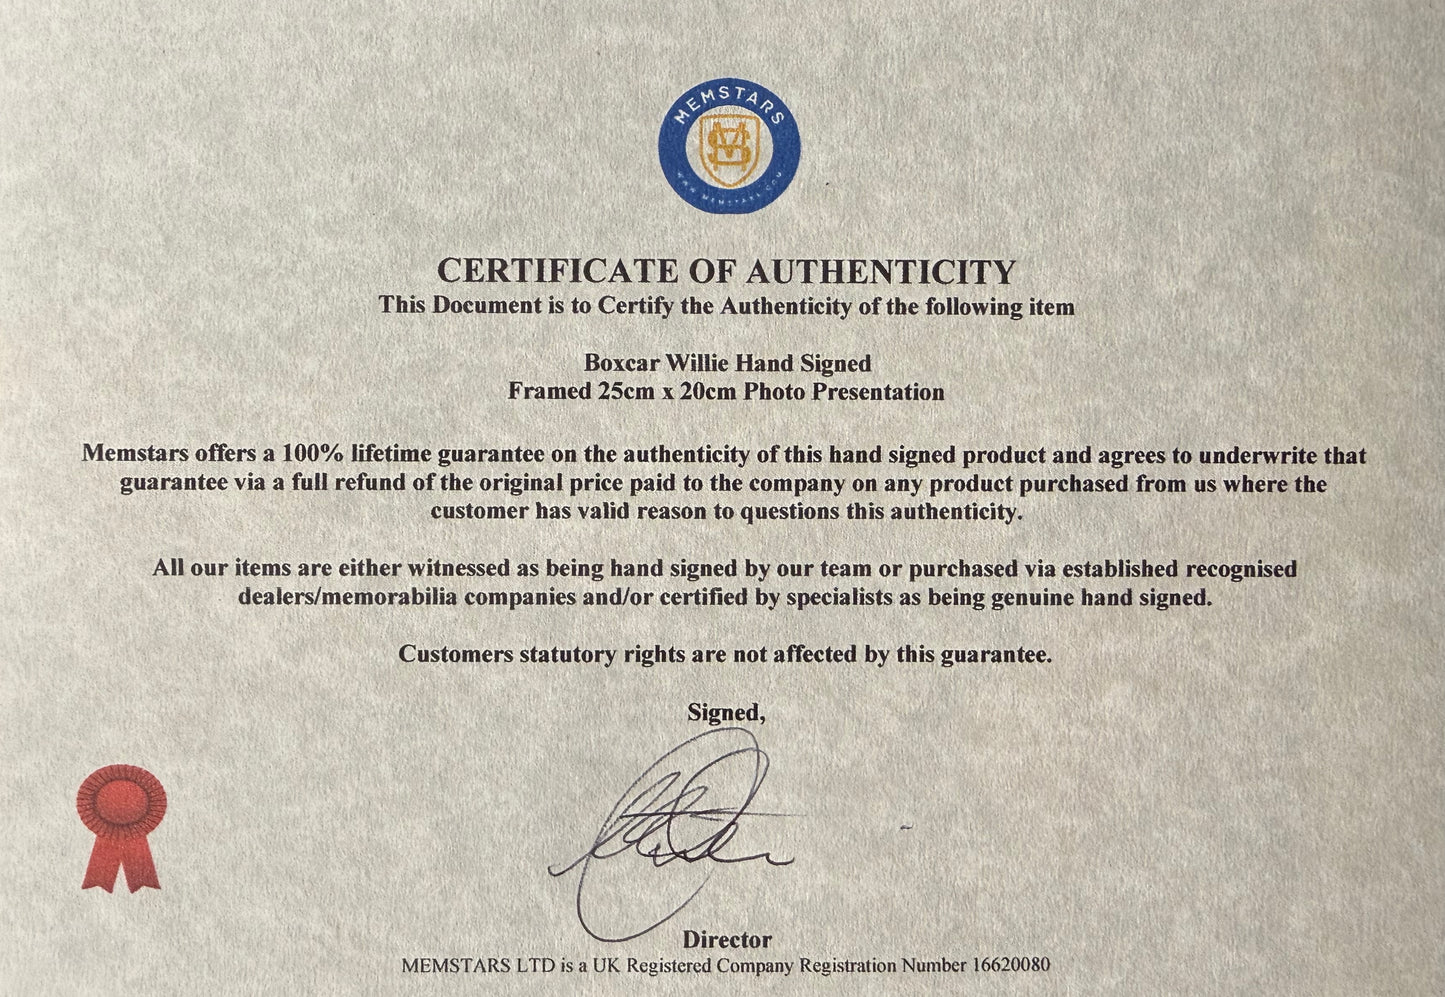 MEMSTARS
MS
WWW.MEMSTARS.COM
CERTIFICATE OF AUTHENTICITY
This Document is to Certify the Authenticity of the following item
Boxcar Willie Hand Signed
Framed 25cm x 20cm Photo Presentation
Memstars offers a 100% lifetime guarantee on the authenticity of this hand signed product and agrees to underwrite that
guarantee via a full refund of the original price paid to the company on any product purchased from us where the
customer has valid reason to questions this authenticity.
All our items are either witnessed as being hand signed by our team or purchased via established recognised
dealers/memorabilia companies and/or certified by specialists as being genuine hand signed.
Customers statutory rights are not affected by this guarantee.
Signed,
Director
MEMSTARS LTD is a UK Registered Company Registration Number 16620080